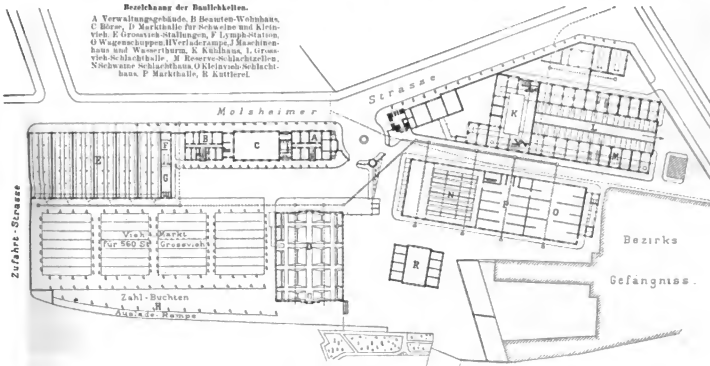 Bezeichnung der Baulichkeiten.
A Verwaltungsgebäude, B Beamten-Wohnhaus,
C Börse, D Markthalle für Schweine und Klein-
vieh. E Grossvieh-Stallungen, F Lymph-Station,
G Wagenschuppen, H Verladerampe, J Maschinen-
haus und Wasserthurm. K Kühlhaus, L Gross-
vieh-Schlachthalle, M Reserve-Schlachtzellen,
N Schweine Schlachthaus, O Kleinvieh-Schlacht-
haus. P Markthalle, R Kuttlerei.
Molsheimer Strasse
Zufahrt-Strasse
E
F
G
B
C
A
K
L
M
N
P
O
R
D
Vieh Markt
für 560 St Grossvieh
Zahl-Buchten
H
Auslade-Rampe
e
Bezirks
Gefängniss.